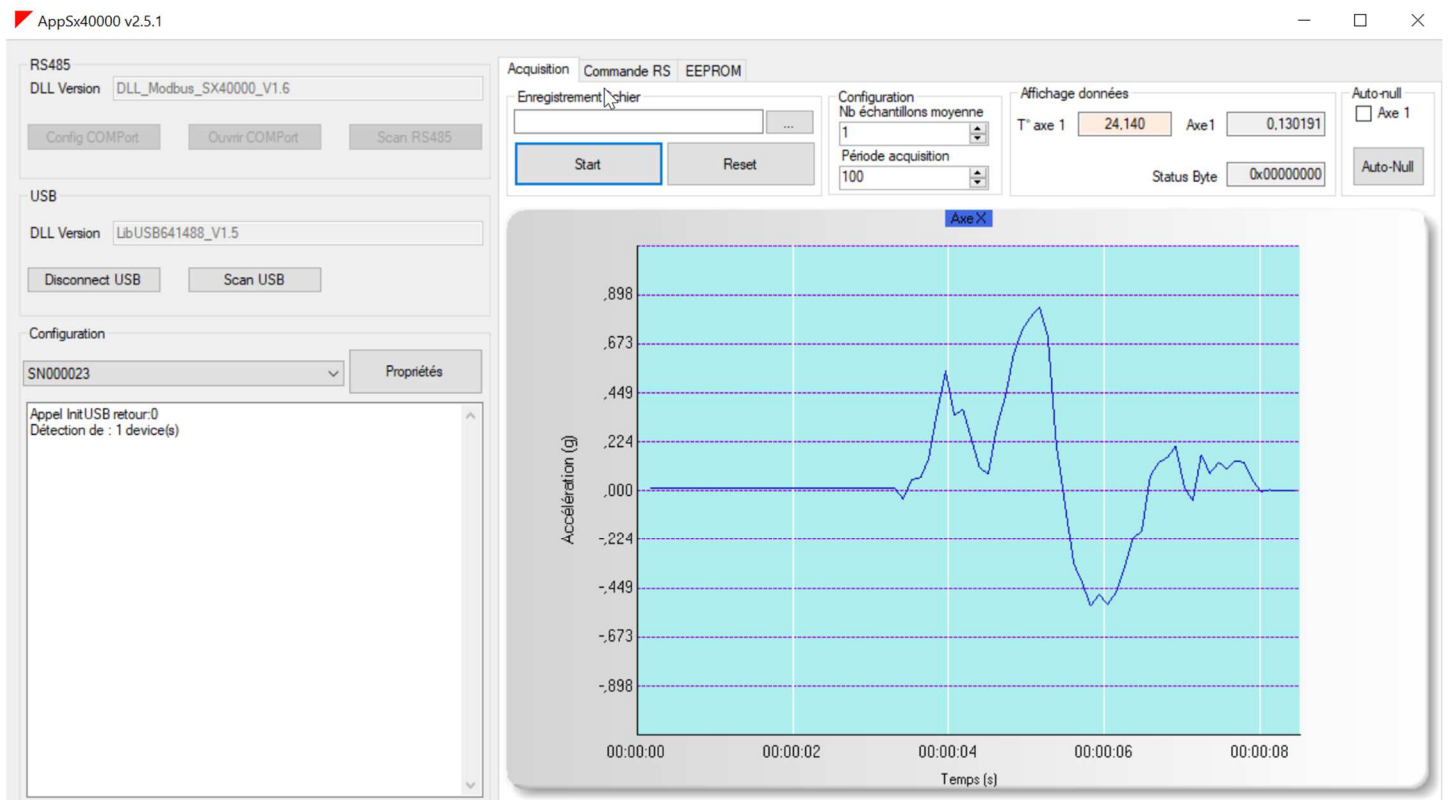 AppSx40000 v2.5.1
RS485
DLL Version DLL_Modbus_SX40000_V1.6
Config COMPort Ouvrir COMPort Scan RS485
USB
DLL Version LibUSB641488_V1.5
Disconnect USB Scan USB
Configuration
SN000023 Propriétés
Appel InitUSB retour:0
Détection de : 1 device(s)
Acquisition Commande RS EEPROM
Enregistrement fichier
...
Start Reset
Configuration
Nb échantillons moyenne
1
Période acquisition
100
Affichage données
T° axe 1 24,140 Axe1 0,130191
Status Byte 0x00000000
Auto-null
Axe 1
Auto-Null
Axe X
,898
,673
,449
,224
,000
-,224
-,449
-,673
-,898
Accélération (g)
00:00:00 00:00:02 00:00:04 00:00:06 00:00:08
Temps (s)